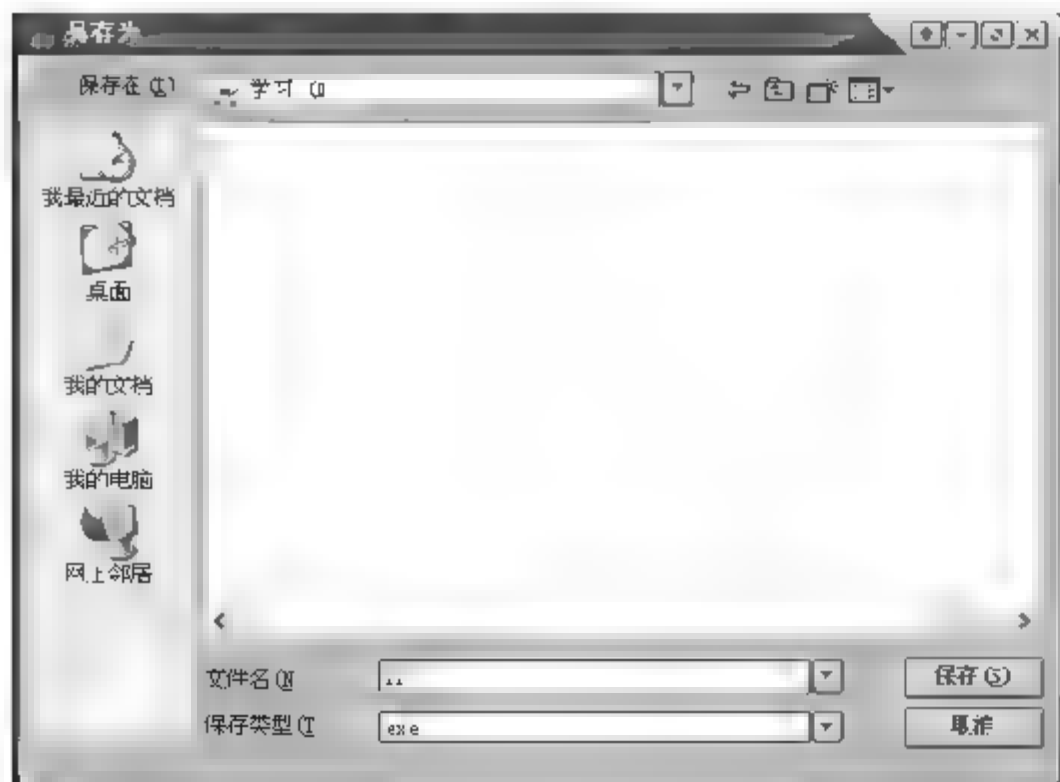 另存为
保存在(I)
学习
我最近的文档
桌面
我的文档
我的电脑
网上邻居
文件名(N
保存(S)
保存类型(T
exe
取消